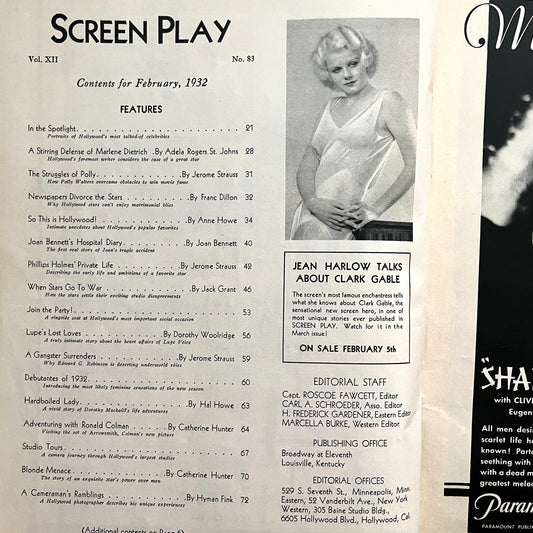 SCREEN PLAY
Vol. XII No. 83
Contents for February, 1932
FEATURES
In the Spotlight. . . . . . . . . . . . . . . . . . . . . . . . . 21
Portraits of Hollywood's most talked-of celebrities
A Stirring Defense of Marlene Dietrich . By Adela Rogers St. Johns 28
Hollywood's foremost writer considers the case of a great star
The Struggles of Polly. . . . . . . . . . . . . By Jerome Strauss 31
How Polly Walters overcame obstacles to win movie fame
Newspapers Divorce the Stars . . . . . . . . . . By Franc Dillon 32
Why Hollywood stars can't enjoy matrimonial bliss
So This is Hollywood! . . . . . . . . . . . . . . By Anne Howe 34
Intimate anecdotes about Hollywood's popular favorites
Joan Bennett's Hospital Diary. . . . . . . . . . By Joan Bennett 40
The first real story of Joan's tragic accident
Phillips Holmes' Private Life . . . . . . . . . By Jerome Strauss 42
Describing the early life and ambitions of a favorite star
When Stars Go To War . . . . . . . . . . . . . . By Jack Grant 46
How the stars settle their exciting studio disagreements
Join the Party! . . . . . . . . . . . . . . . . . . . . . . . . . 54
A ringside seat at Hollywood's most important social occasion
Lupe's Lost Loves . . . . . . . . . . . . . By Dorothy Woolridge 56
A truly intimate story about the heart affairs of Lupe Velez
A Gangster Surrenders . . . . . . . . . . . . . By Jerome Strauss 59
Why Edward G. Robinson is deserting underworld roles
Debutantes of 1932. . . . . . . . . . . . . . . . . . . . . . . . 60
Introducing the most likely feminine sensations of the new season
Hardboiled Lady. . . . . . . . . . . . . . . . . . By Hal Howe 63
A vivid story of Dorothy Mackaill's life adventures
Adventuring with Ronald Colman . . . . . . . By Catherine Hunter 64
Visiting the set of Arrowsmith, Colman's new picture
Studio Tours . . . . . . . . . . . . . . . . . . . . . . . . . . 67
A camera journey through Hollywood's largest studios
Blonde Menace. . . . . . . . . . . . . . . . By Catherine Hunter 70
The story of an exquisite star's power over men
A Cameraman's Ramblings . . . . . . . . . . . . . By Hyman Fink 72
A Hollywood photographer describes his unique experiences
(Additional contents on Page 6)
JEAN HARLOW TALKS
ABOUT CLARK GABLE
The screen's most famous enchantress tells
what she knows about Clark Gable, the
sensational new screen hero, in one of
most unique stories ever published in
SCREEN PLAY. Watch for it in the
March issue!
ON SALE FEBRUARY 5th
EDITORIAL STAFF
Capt. ROSCOE FAWCETT, Editor
CARL A. SCHROEDER, Asso. Editor
H. FREDERICK GARDENER, Eastern Editor
MARCELLA BURKE, Western Editor
PUBLISHING OFFICE
Broadway at Eleventh
Louisville, Kentucky
EDITORIAL OFFICES
529 S. Seventh St., Minneapolis, Minn.
Eastern, 52 Vanderbilt Ave., New York
Western, 305 Baine Studio Bldg.,
6605 Hollywood Blvd., Hollywood, Cal.
M
"SHA
with CLIV
Eugen
All men desi
scarlet life h
known! Porte
seething with
with a dead m
greatest melod
Param
PARAMOUNT PUBLI